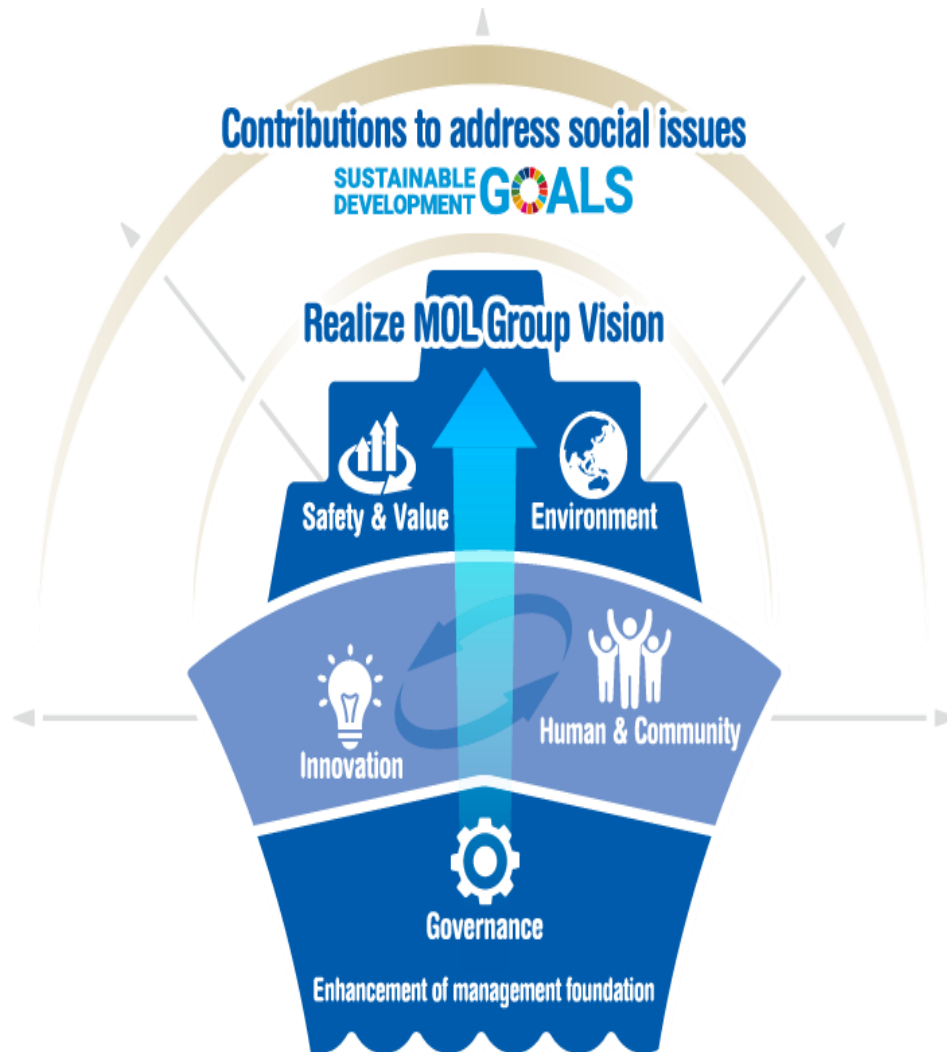 Contributions to address social issues
SUSTAINABLE
DEVELOPMENT GOALS
Realize MOL Group Vision
Safety & Value
Environment
Innovation
Human & Community
Governance
Enhancement of management foundation